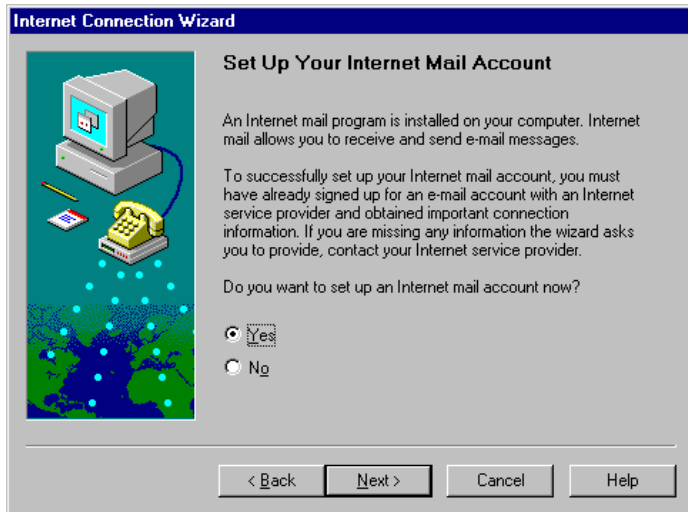 Internet Connection Wizard
Set Up Your Internet Mail Account
An Internet mail program is installed on your computer. Internet
mail allows you to receive and send e-mail messages.
To successfully set up your Internet mail account, you must
have already signed up for an e-mail account with an Internet
service provider and obtained important connection
information. If you are missing any information the wizard asks
you to provide, contact your Internet service provider.
Do you want to set up an Internet mail account now?
Yes
No
< Back Next > Cancel Help